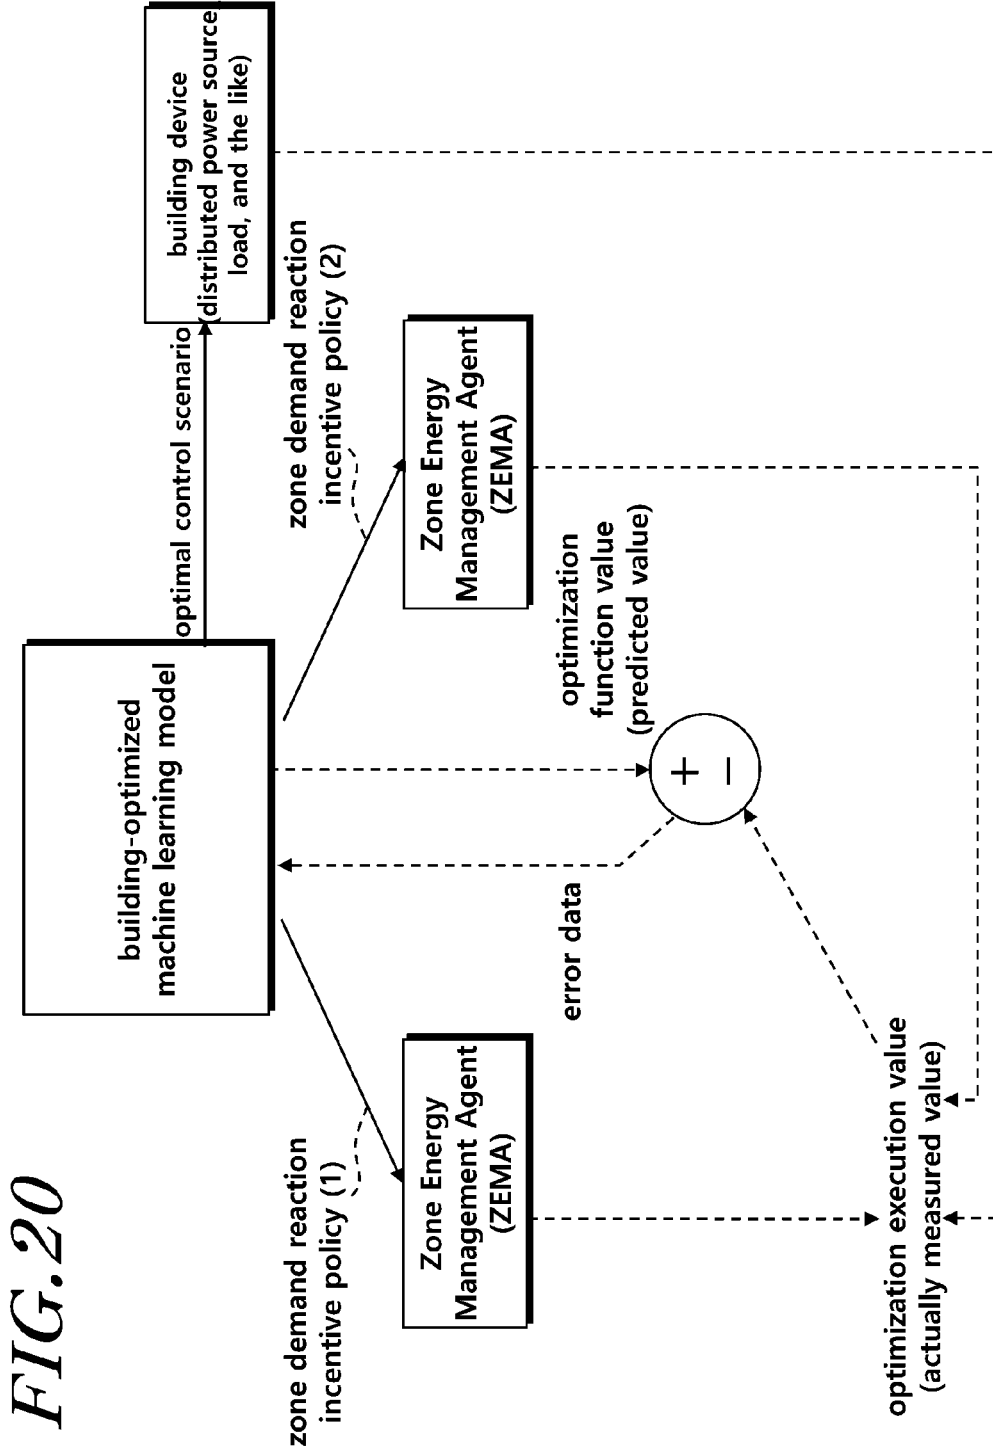 FIG.20
building-optimized
machine learning model
optimal control scenario
building device
(distributed power source
load, and the like)
zone demand reaction
incentive policy (1)
zone demand reaction
incentive policy (2)
Zone Energy
Management Agent
(ZEMA)
Zone Energy
Management Agent
(ZEMA)
error data
optimization
function value
(predicted value)
+
−
optimization execution value
(actually measured value)